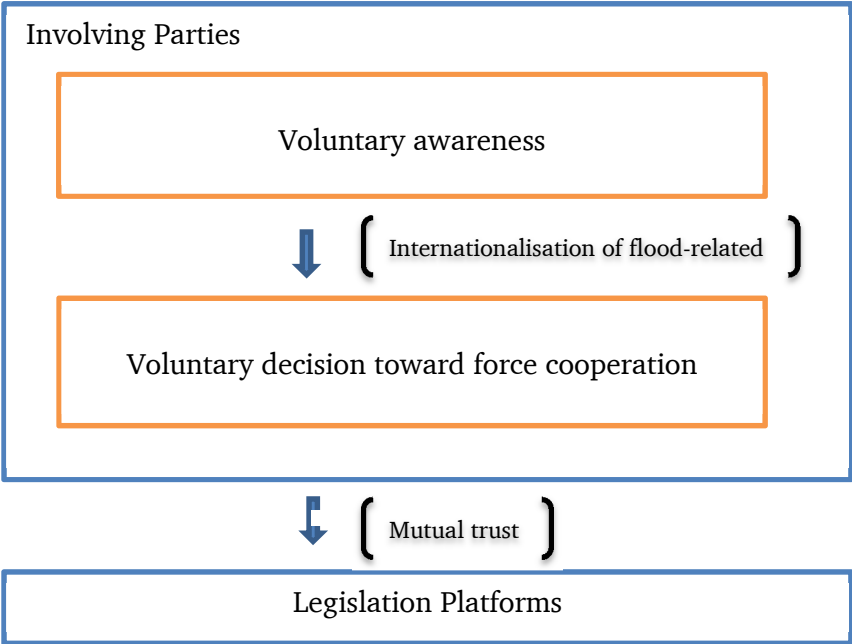 Involving Parties
Voluntary awareness
Internationalisation of flood-related
Voluntary decision toward force cooperation
Mutual trust
Legislation Platforms